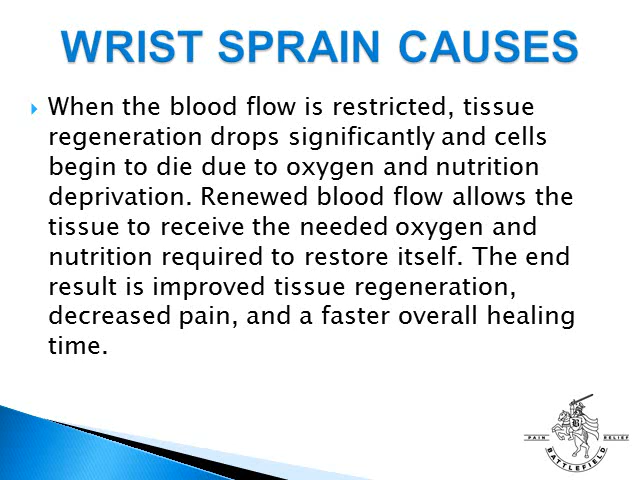 WRIST SPRAIN CAUSES
When the blood flow is restricted, tissue
regeneration drops significantly and cells
begin to die due to oxygen and nutrition
deprivation. Renewed blood flow allows the
tissue to receive the needed oxygen and
nutrition required to restore itself. The end
result is improved tissue regeneration,
decreased pain, and a faster overall healing
time.
PAIN RELIEF
BATTLEFIELD